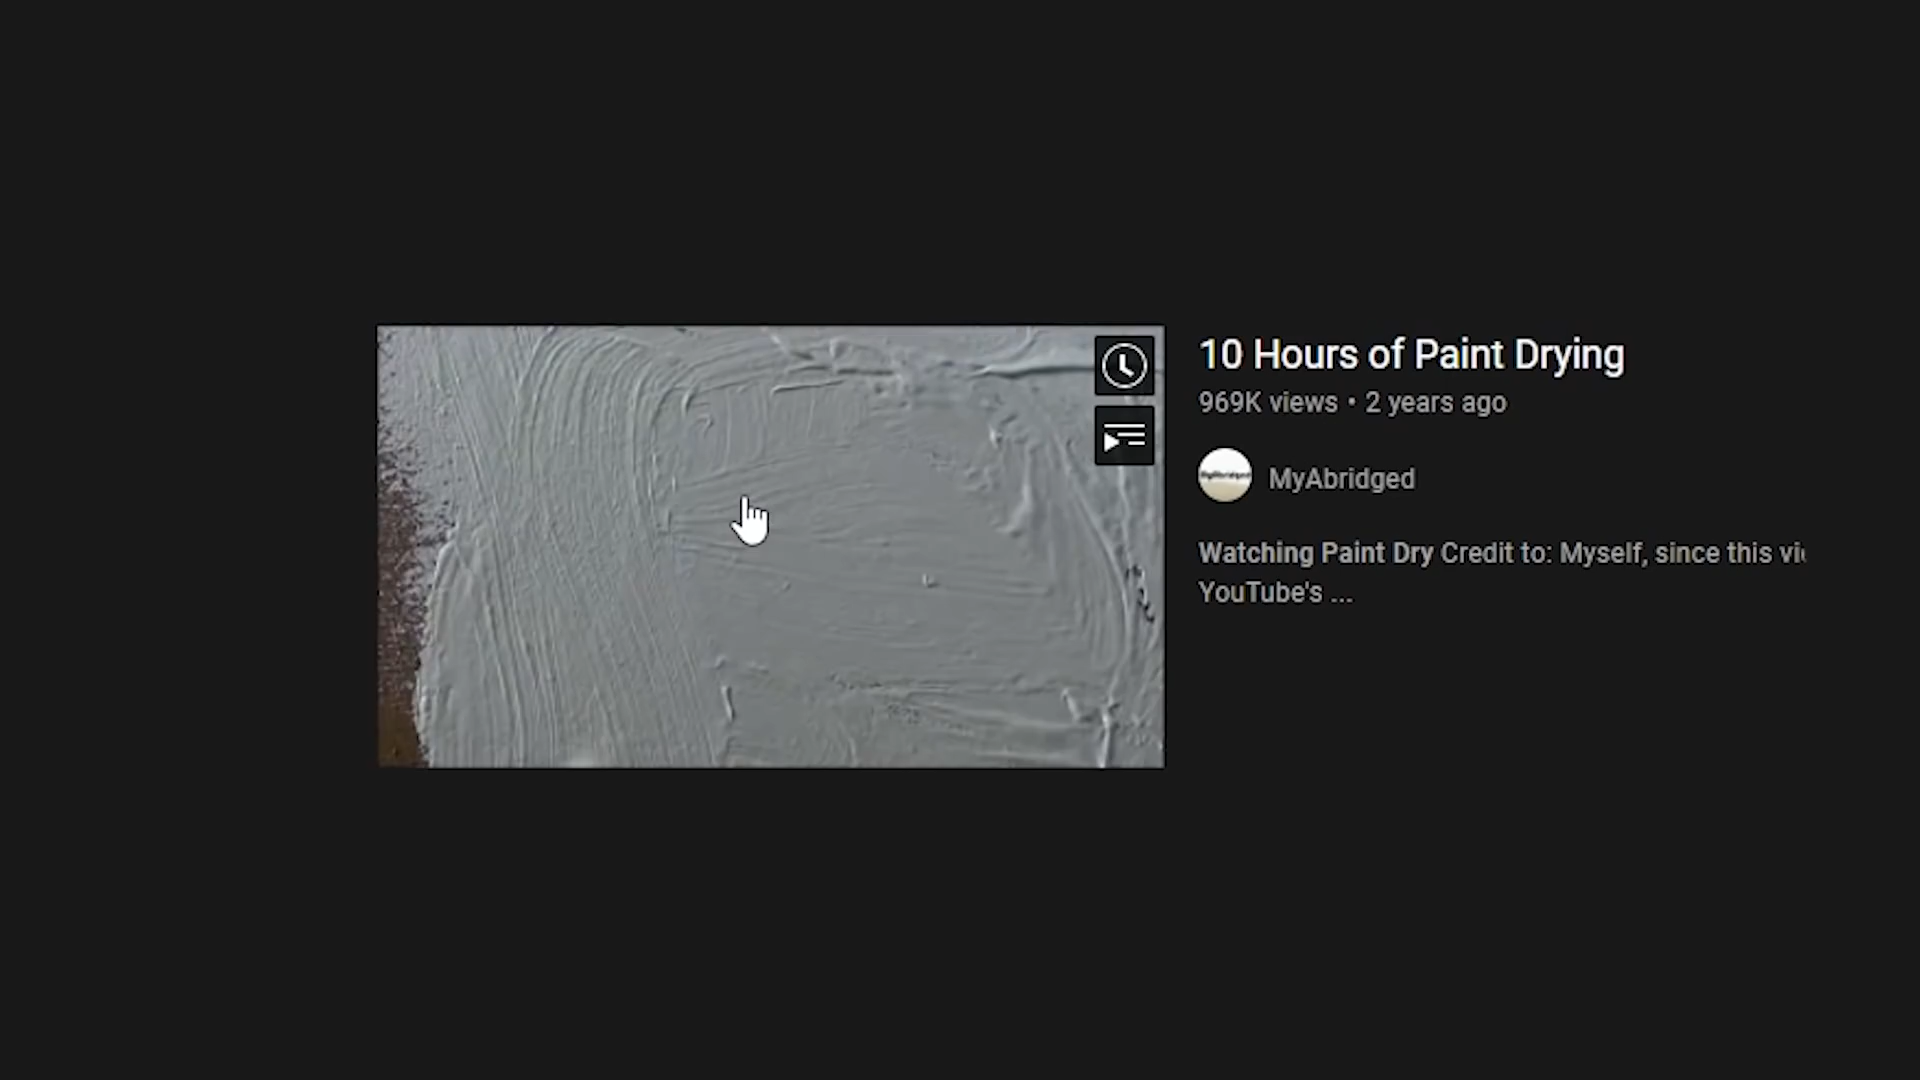 10 Hours of Paint Drying
969K views • 2 years ago
MyAbridged
Watching Paint Dry Credit to: Myself, since this
YouTube's ...